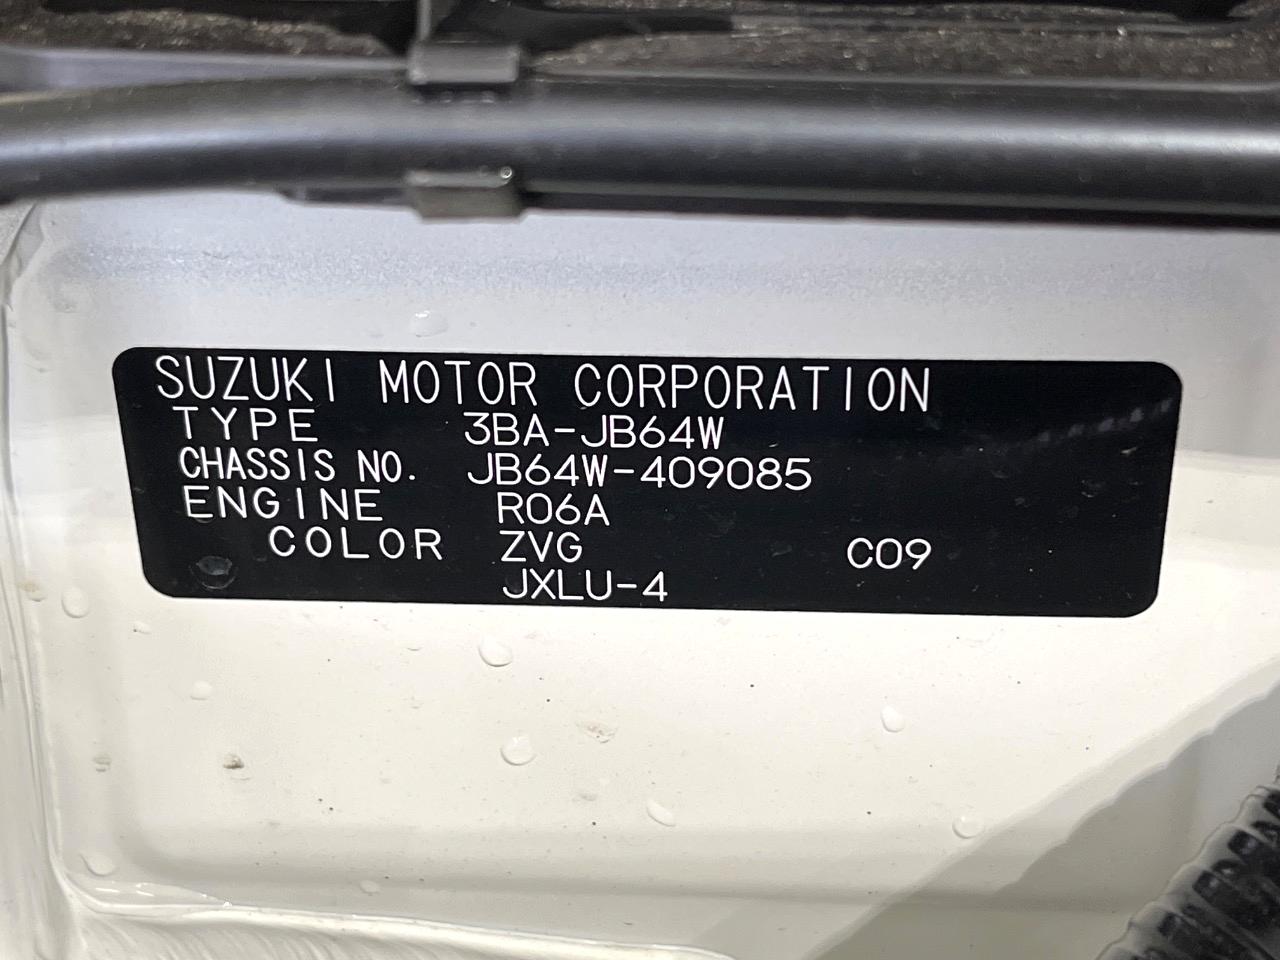 SUZUKI MOTOR CORPORATION
TYPE 3BA-JB64W
CHASSIS NO. JB64W-409085
ENGINE R06A
COLOR ZVG C09
JXLU-4